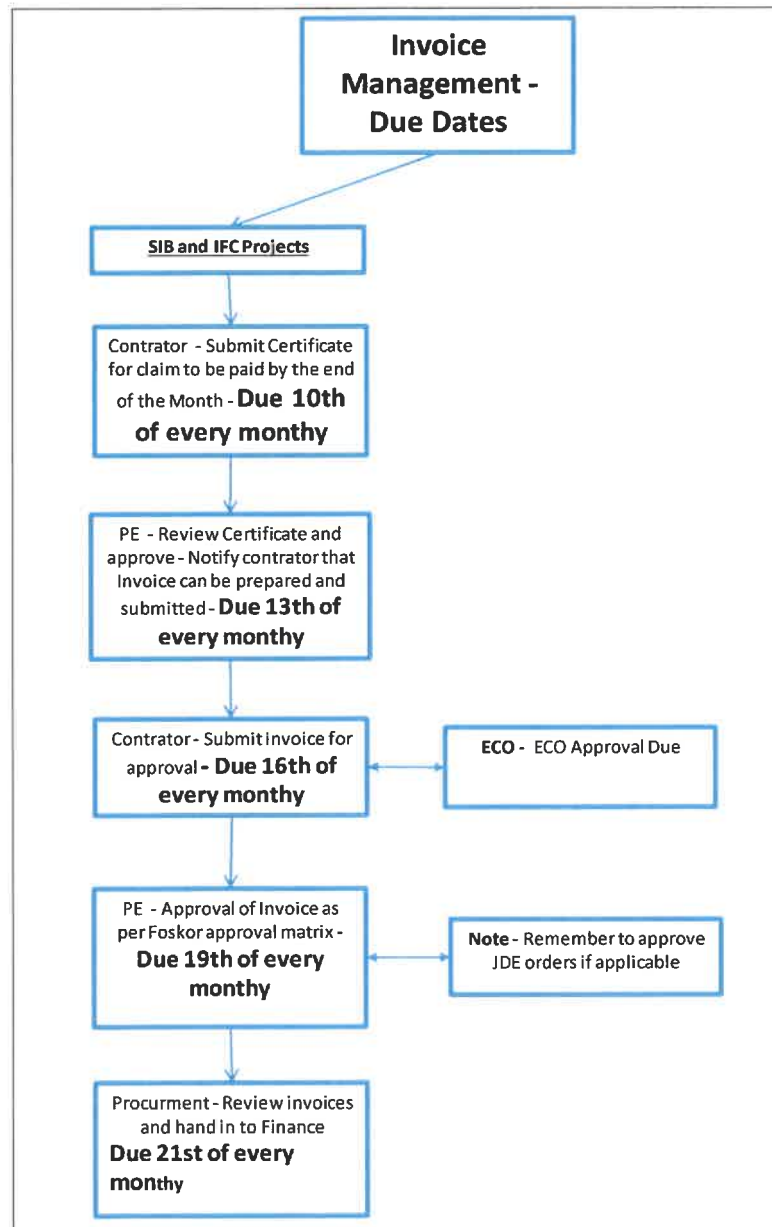 Invoice
Management -
Due Dates
SIB and IFC Projects
Contrator - Submit Certificate
for claim to be paid by the end
of the Month - Due 10th
of every monthy
PE - Review Certificate and
approve - Notify contrator that
Invoice can be prepared and
submitted - Due 13th of
every monthy
Contrator - Submit Invoice for
approval - Due 16th of
every monthy
ECO - ECO Approval Due
PE - Approval of Invoice as
per Foskor approval matrix -
Due 19th of every
monthy
Note - Remember to approve
JDE orders if applicable
Procurment - Review invoices
and hand in to Finance
Due 21st of every
monthy